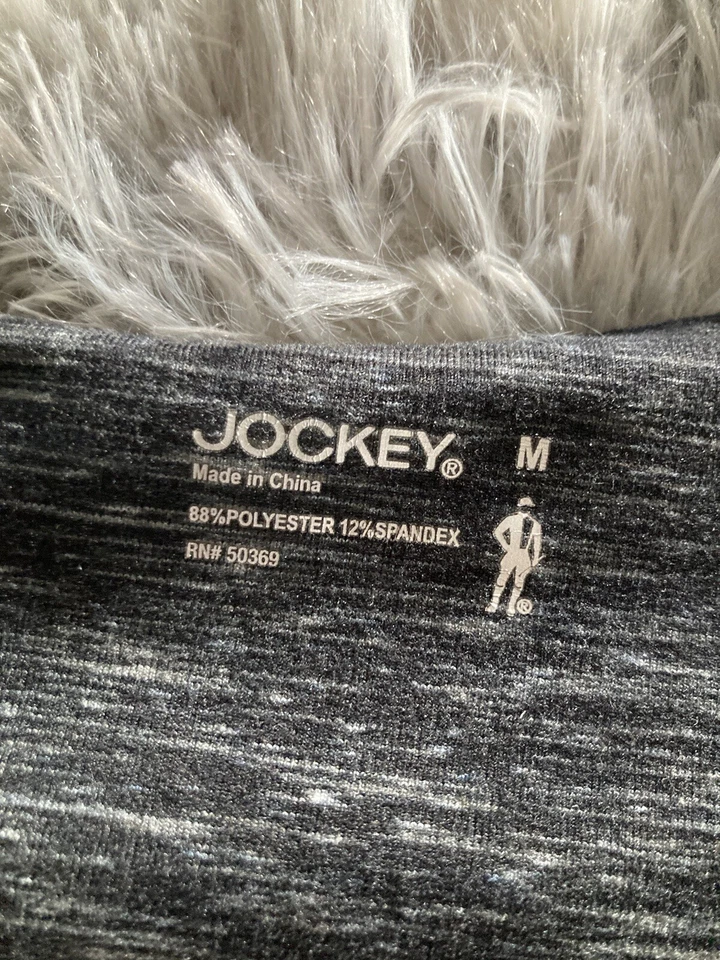 JOCKEY® M
Made in China
88%POLYESTER 12%SPANDEX
RN# 50369
®